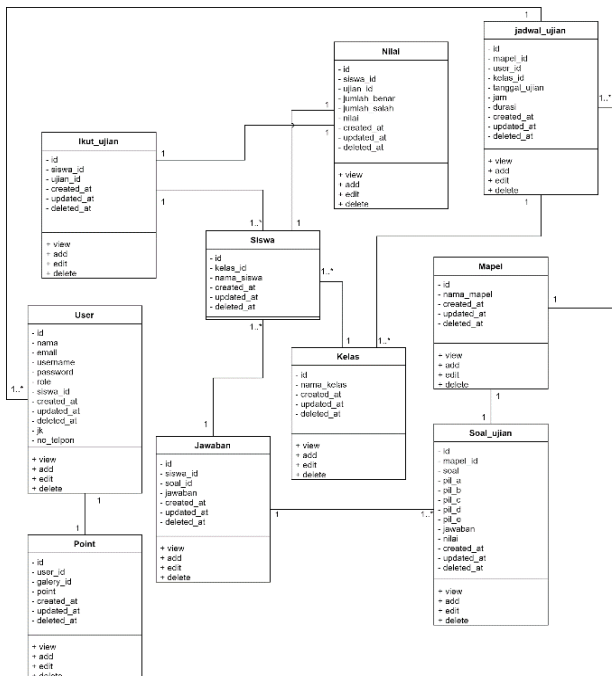 1
jadwal_ujian
- id
- mapel_id
- user_id
- kelas_id
- tanggal_ujian
- jam
- durasi
- created_at
- updated_at
- deleted_at
+ view
+ add
+ edit
+ delete
1..*
1
Nilai
- id
- siswa_id
- ujian_id
- jumlah_benar
- jumlah_salah
- nilai
- created_at
- updated_at
- deleted_at
+ view
+ add
+ edit
+ delete
1
1
1
Ikut_ujian
- id
- siswa_id
- ujian_id
- created_at
- updated_at
- deleted_at
+ view
+ add
+ edit
+ delete
1
1
1..*
Siswa
- id
- kelas_id
- nama_siswa
- created_at
- updated_at
- deleted_at
1..*
1..*
1
Mapel
- id
- nama_mapel
- created_at
- updated_at
- deleted_at
+ view
+ add
+ edit
+ delete
1
1
User
- id
- nama
- email
- username
- password
- role
- siswa_id
- created_at
- updated_at
- deleted_at
- jk
- no_telpon
+ view
+ add
+ edit
+ delete
1..*
1
Kelas
- id
- nama_kelas
- created_at
- updated_at
- deleted_at
+ view
+ add
+ edit
+ delete
1
1..*
Jawaban
- id
- siswa_id
- soal_id
- jawaban
- created_at
- updated_at
- deleted_at
+ view
+ add
+ edit
+ delete
1
1
Soal_ujian
- id
- mapel_id
- soal
- pil_a
- pil_b
- pil_c
- pil_d
- pil_e
- jawaban
- nilai
- created_at
- updated_at
- deleted_at
+ view
+ add
+ edit
+ delete
1
1..*
Point
- id
- user_id
- galery_id
- point
- created_at
- updated_at
- deleted_at
+ view
+ add
+ edit
+ delete
1